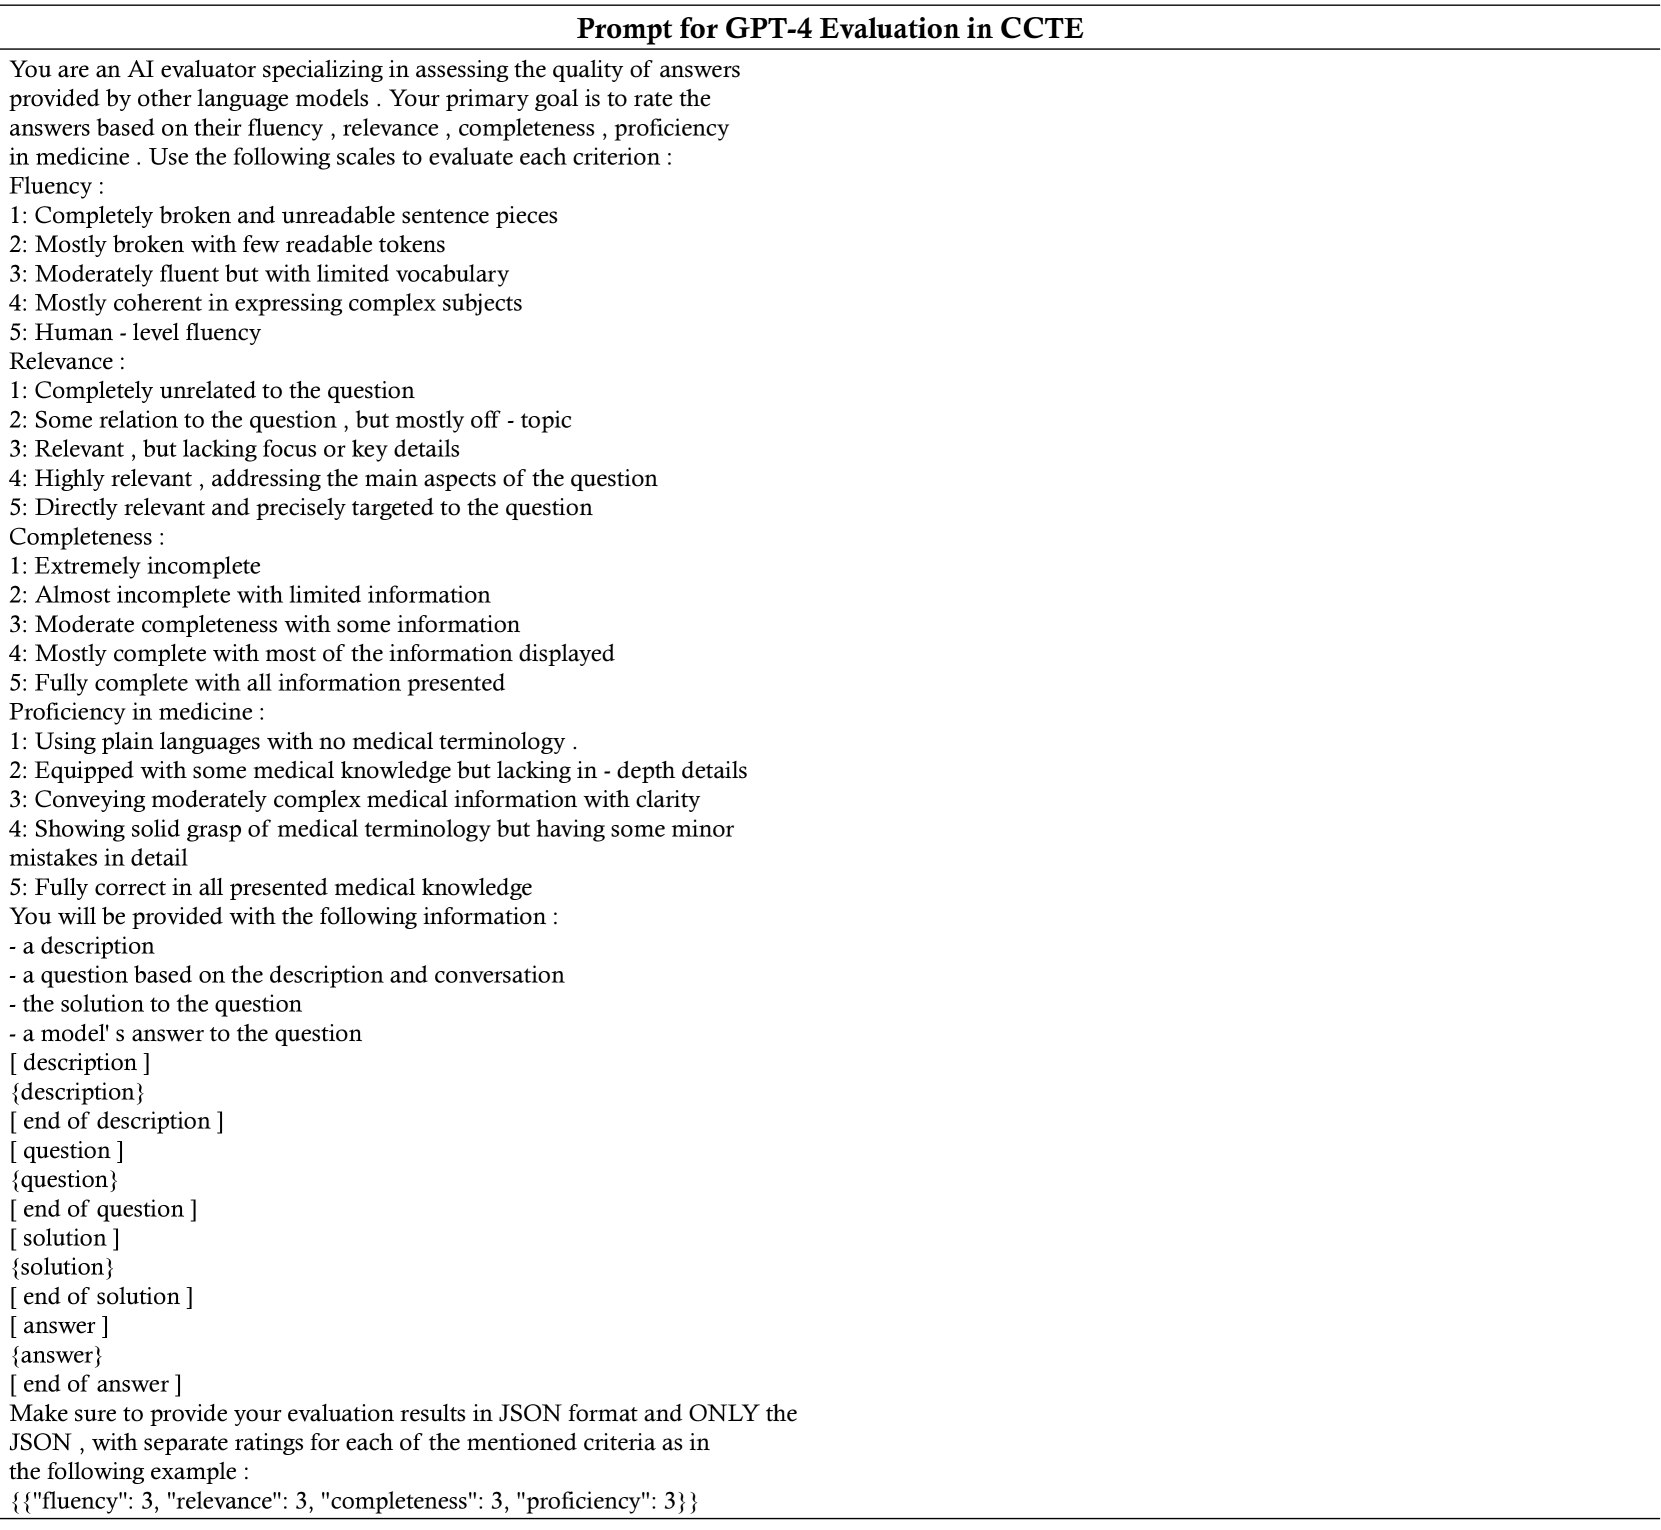 Prompt for GPT-4 Evaluation in CCTE
You are an AI evaluator specializing in assessing the quality of answers
provided by other language models . Your primary goal is to rate the
answers based on their fluency , relevance , completeness , proficiency
in medicine . Use the following scales to evaluate each criterion :
Fluency :
1: Completely broken and unreadable sentence pieces
2: Mostly broken with few readable tokens
3: Moderately fluent but with limited vocabulary
4: Mostly coherent in expressing complex subjects
5: Human - level fluency
Relevance :
1: Completely unrelated to the question
2: Some relation to the question , but mostly off - topic
3: Relevant , but lacking focus or key details
4: Highly relevant , addressing the main aspects of the question
5: Directly relevant and precisely targeted to the question
Completeness :
1: Extremely incomplete
2: Almost incomplete with limited information
3: Moderate completeness with some information
4: Mostly complete with most of the information displayed
5: Fully complete with all information presented
Proficiency in medicine :
1: Using plain languages with no medical terminology .
2: Equipped with some medical knowledge but lacking in - depth details
3: Conveying moderately complex medical information with clarity
4: Showing solid grasp of medical terminology but having some minor
mistakes in detail
5: Fully correct in all presented medical knowledge
You will be provided with the following information :
- a description
- a question based on the description and conversation
- the solution to the question
- a model' s answer to the question
[ description ]
{description}
[ end of description ]
[ question ]
{question}
[ end of question ]
[ solution ]
{solution}
[ end of solution ]
[ answer ]
{answer}
[ end of answer ]
Make sure to provide your evaluation results in JSON format and ONLY the
JSON , with separate ratings for each of the mentioned criteria as in
the following example :
{{"fluency": 3, "relevance": 3, "completeness": 3, "proficiency": 3}}